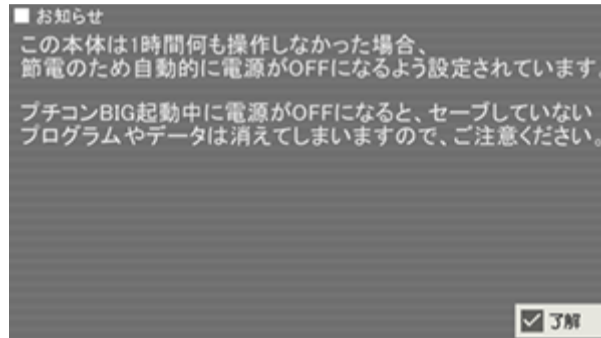 ■ お知らせ
この本体は1時間何も操作しなかった場合、
節電のため自動的に電源がOFFになるよう設定されています。
プチコンBIG起動中に電源がOFFになると、セーブしていない
プログラムやデータは消えてしまいますので、ご注意ください。
了解